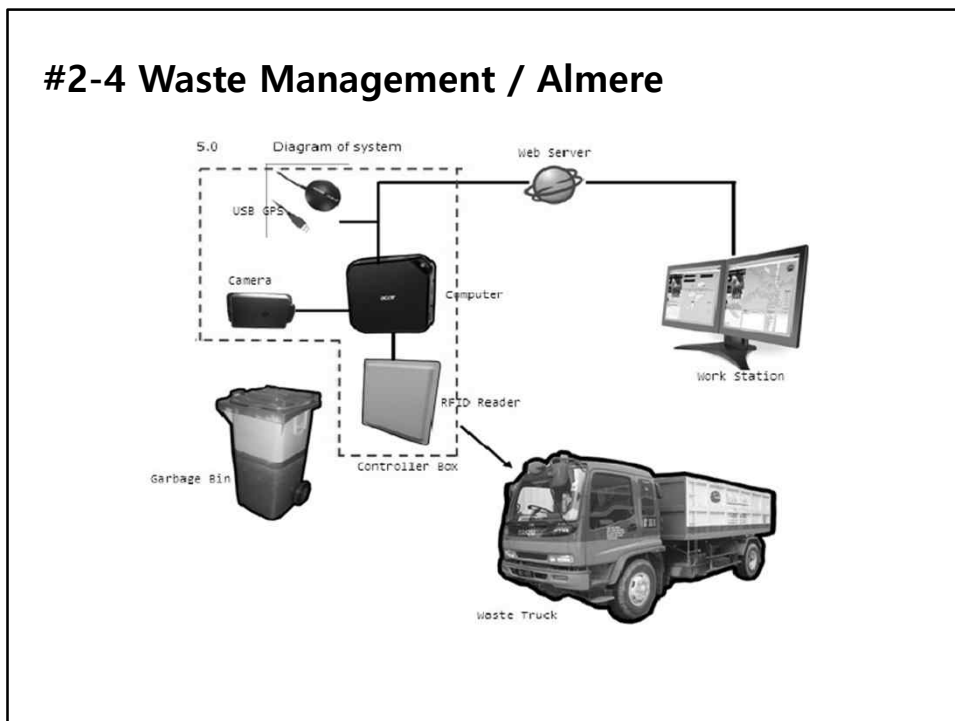 #2-4 Waste Management / Almere
5.0 Diagram of system
Web Server
USB GPS
Camera
Computer
acer
Work Station
RFID Reader
Controller Box
Garbage Bin
Waste Truck